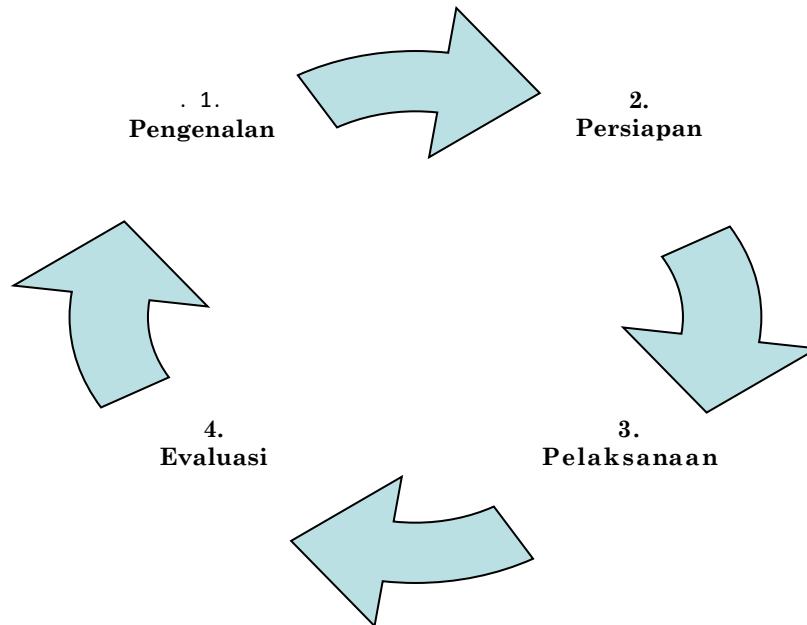 . 1.
Pengenalan
2.
Persiapan
4.
Evaluasi
3.
Pelaksanaan